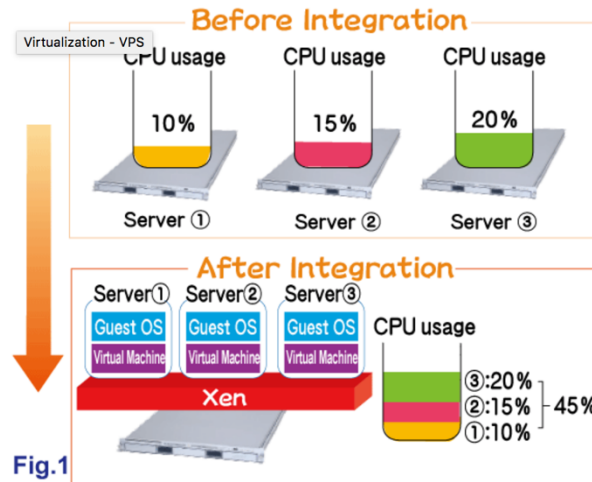 Before Integration
Virtualization - VPS
CPU usage CPU usage CPU usage
10% 15% 20%
Server ① Server ② Server ③
After Integration
Server① Server② Server③
Guest OS Guest OS Guest OS
Virtual Machine Virtual Machine Virtual Machine
Xen
CPU usage
③:20%
②:15% 45%
①:10%
Fig.1